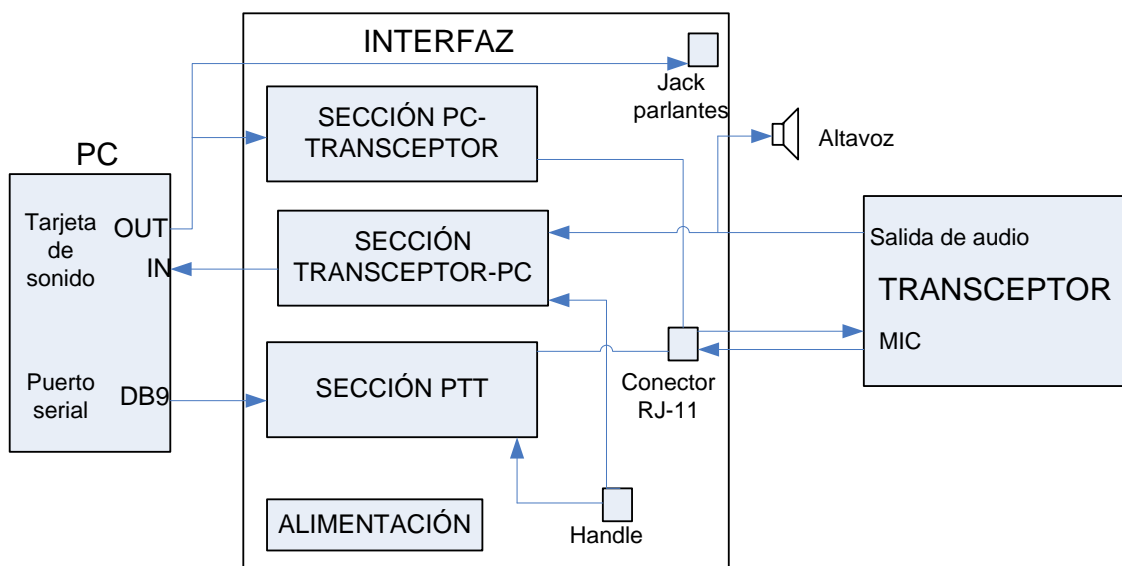 INTERFAZ
Jack
parlantes
SECCIÓN PC-
TRANSCEPTOR
Altavoz
PC
Tarjeta
de
sonido
OUT
IN
SECCIÓN
TRANSCEPTOR-PC
Salida de audio
TRANSCEPTOR
MIC
Puerto
serial
DB9
SECCIÓN PTT
Conector
RJ-11
ALIMENTACIÓN
Handle